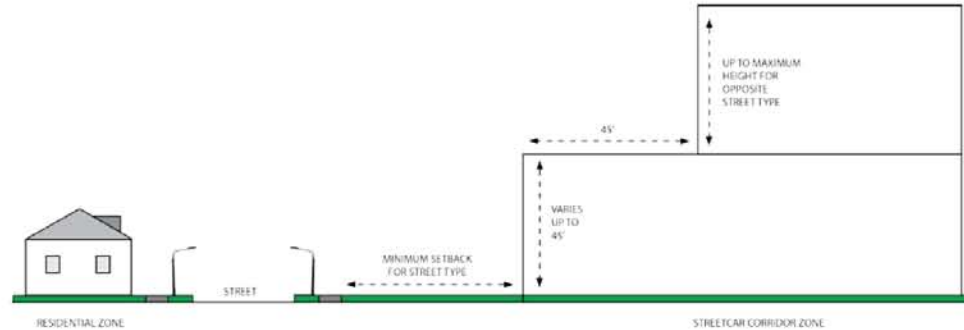 UP TO MAXIMUM
HEIGHT FOR
OPPOSITE
STREET TYPE
45'
VARIES
UP TO
45'
MINIMUM SETBACK
FOR STREET TYPE
STREET
RESIDENTIAL ZONE
STREETCAR CORRIDOR ZONE